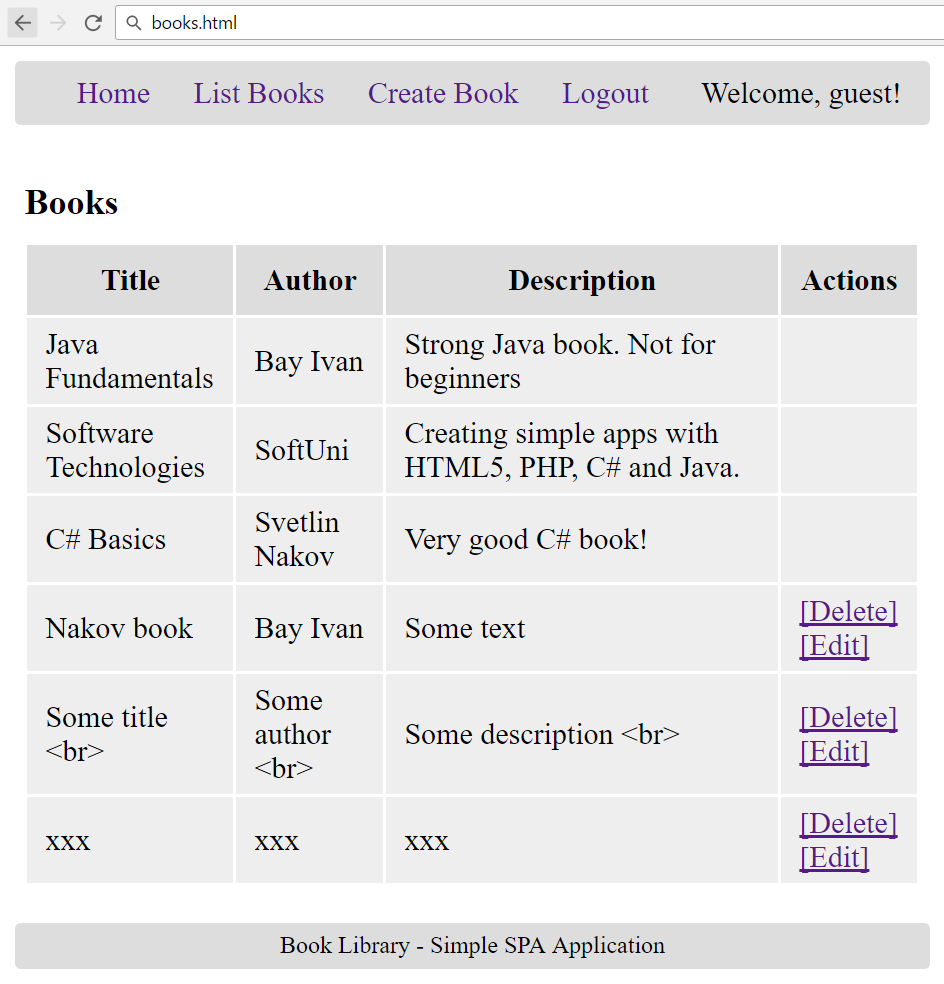 books.html
Home List Books Create Book Logout Welcome, guest!
Books
Title Author Description Actions
Java
Fundamentals
Bay Ivan
Strong Java book. Not for
beginners
Software
Technologies
SoftUni
Creating simple apps with
HTML5, PHP, C# and Java.
C# Basics
Svetlin
Nakov
Very good C# book!
Nakov book
Bay Ivan
Some text
[Delete]
[Edit]
Some title
<br>
Some
author
<br>
Some description <br>
[Delete]
[Edit]
xxx
xxx
xxx
[Delete]
[Edit]
Book Library - Simple SPA Application